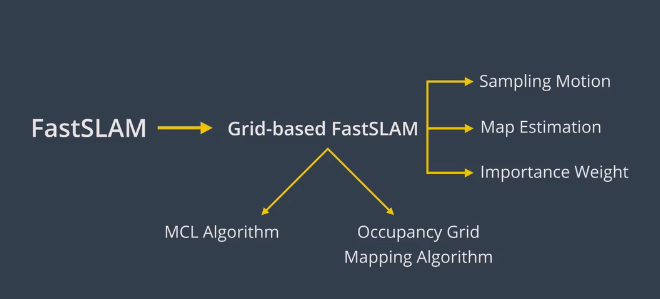 FastSLAM
Grid-based FastSLAM
Sampling Motion
Map Estimation
Importance Weight
MCL Algorithm
Occupancy Grid
Mapping Algorithm